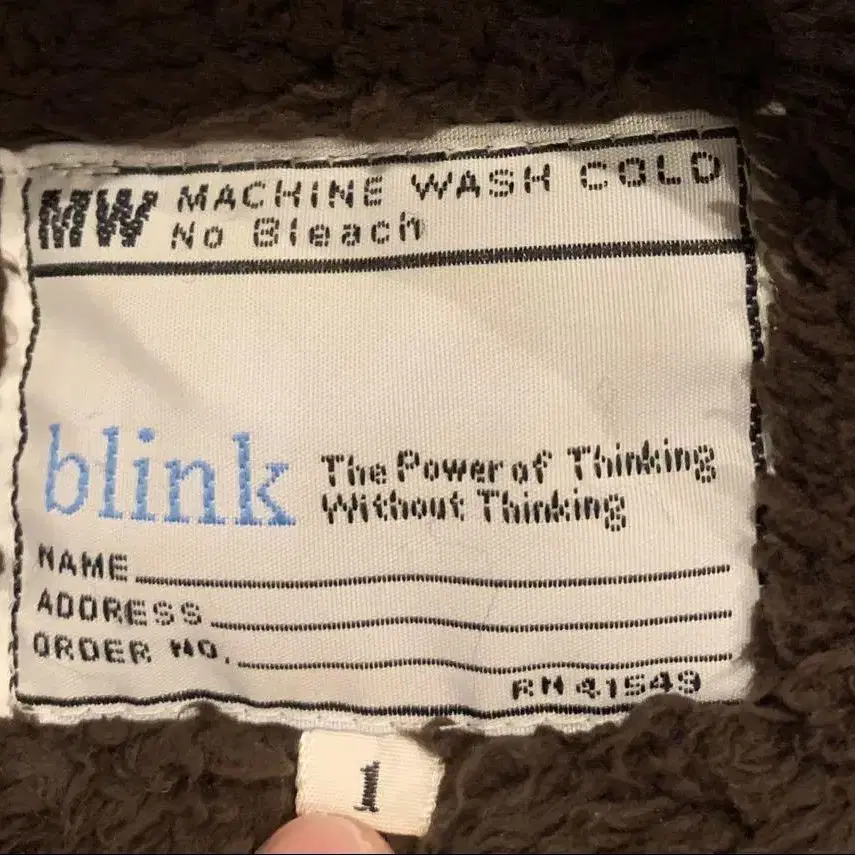 MW MACHINE WASH COLD
No Bleach
blink The Power of Thinking
Without Thinking
NAME
ADDRESS
ORDER NO.
RN 41549
1